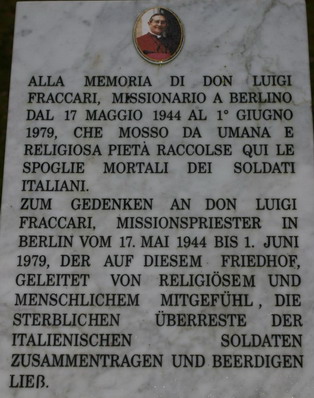 ALLA MEMORIA DI DON LUIGI
FRACCARI, MISSIONARIO A BERLINO
DAL 17 MAGGIO 1944 AL 1° GIUGNO
1979, CHE MOSSO DA UMANA E
RELIGIOSA PIETÀ RACCOLSE QUI LE
SPOGLIE MORTALI DEI SOLDATI
ITALIANI.
ZUM GEDENKEN AN DON LUIGI
FRACCARI, MISSIONSPRIESTER IN
BERLIN VOM 17. MAI 1944 BIS 1. JUNI
1979, DER AUF DIESEM FRIEDHOF,
GELEITET VON RELIGIÖSEM UND
MENSCHLICHEM MITGEFÜHL, DIE
STERBLICHEN ÜBERRESTE DER
ITALIENISCHEN SOLDATEN
ZUSAMMENTRAGEN UND BEERDIGEN
LIEß.